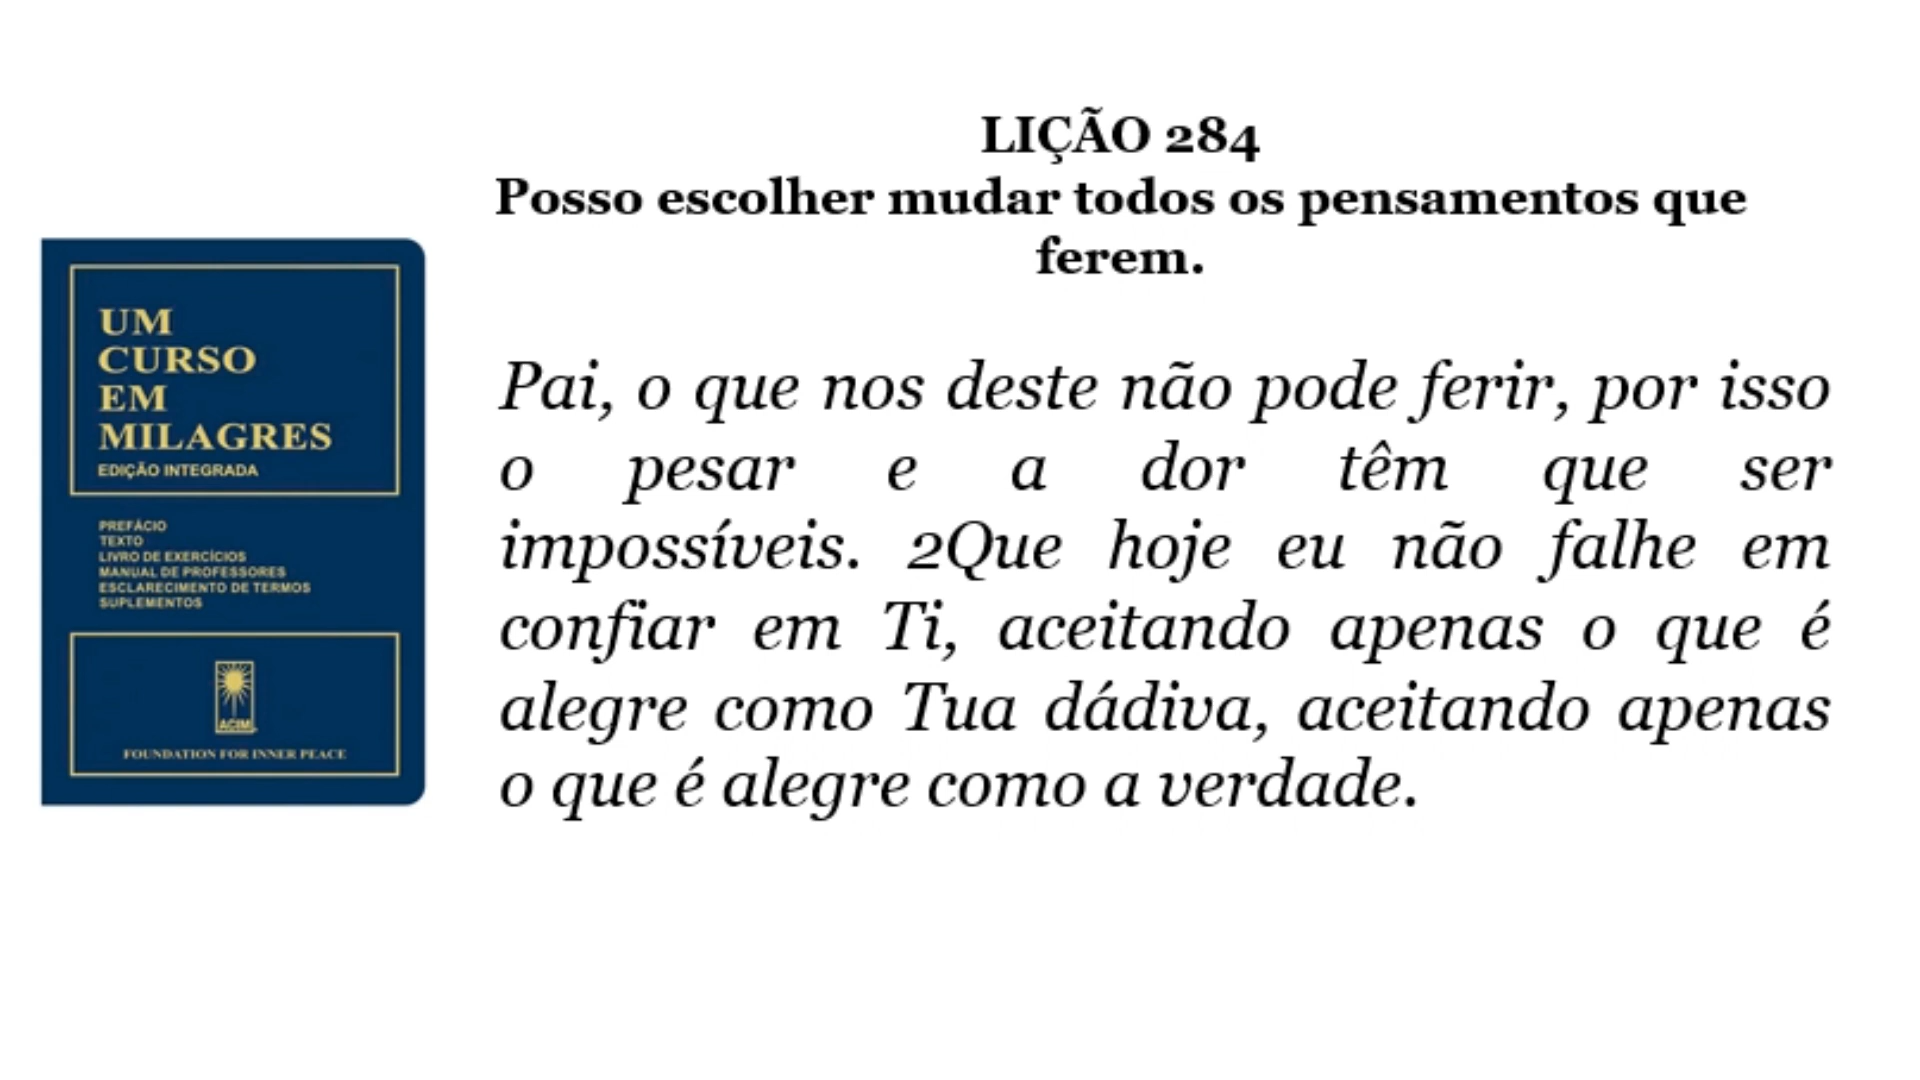 LIÇÃO 284
Posso escolher mudar todos os pensamentos que
ferem.
UM
CURSO
EM
MILAGRES
EDIÇÃO INTEGRADA
PREFÁCIO
TEXTO
LIVRO DE EXERCÍCIOS
MANUAL DE PROFESSORES
ESCLARECIMENTO DE TERMOS
SUPLEMENTOS
ACIM
FOUNDATION FOR INNER PEACE
Pai, o que nos deste não pode ferir, por isso
o pesar e a dor têm que ser
impossíveis. 2Que hoje eu não falhe em
confiar em Ti, aceitando apenas o que é
alegre como Tua dádiva, aceitando apenas
o que é alegre como a verdade.